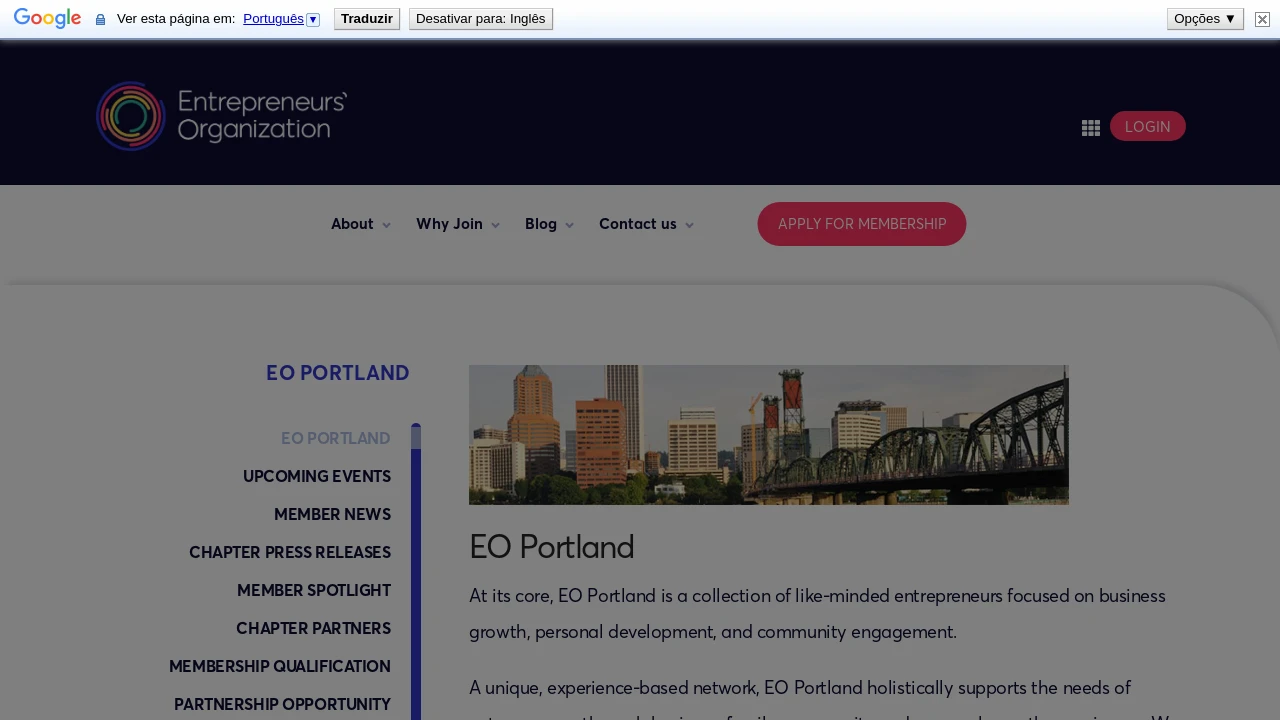 Google Ver esta página em: Português ▼ Traduzir Desativar para: Inglês Opções ▼
Entrepreneurs'
Organization
LOGIN
About Why Join Blog Contact us APPLY FOR MEMBERSHIP
EO PORTLAND
EO PORTLAND
UPCOMING EVENTS
MEMBER NEWS
CHAPTER PRESS RELEASES
MEMBER SPOTLIGHT
CHAPTER PARTNERS
MEMBERSHIP QUALIFICATION
PARTNERSHIP OPPORTUNITY
EO Portland
At its core, EO Portland is a collection of like-minded entrepreneurs focused on business
growth, personal development, and community engagement.
A unique, experience-based network, EO Portland holistically supports the needs of